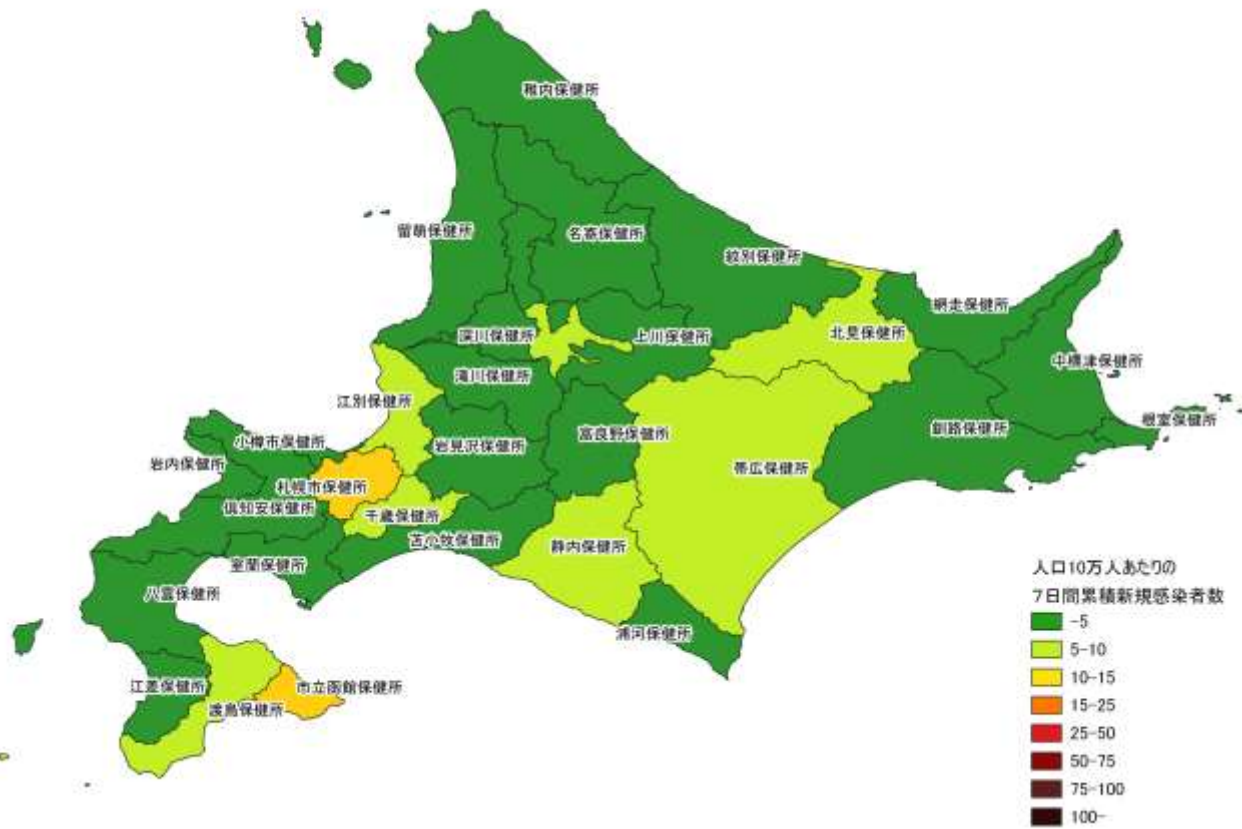 稚内保健所
留萌保健所
名寄保健所
紋別保健所
網走保健所
深川保健所
上川保健所
北見保健所
中標津保健所
滝川保健所
江別保健所
根室保健所
小樽市保健所
岩見沢保健所
富良野保健所
釧路保健所
岩内保健所
帯広保健所
札幌市保健所
倶知安保健所
千歳保健所
苫小牧保健所
静内保健所
室蘭保健所
八雲保健所
浦河保健所
江差保健所
市立函館保健所
渡島保健所
人口10万人あたりの
7日間累積新規感染者数
-5
5-10
10-15
15-25
25-50
50-75
75-100
100-